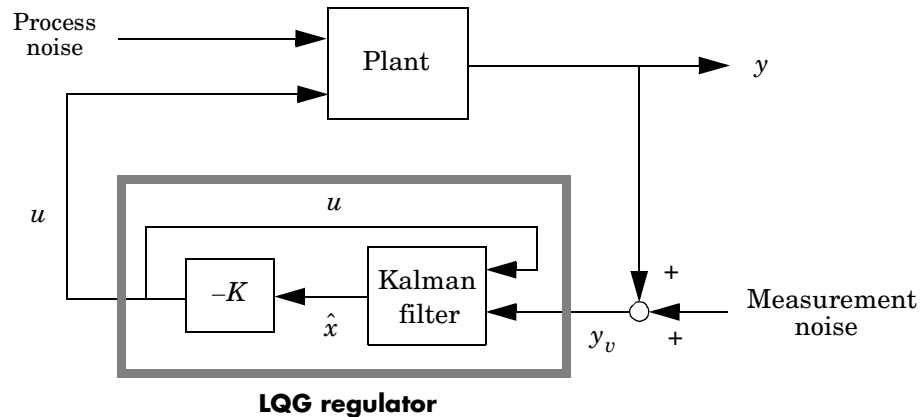 Process
noise
Plant
y
u
u
–K
x̂
Kalman
filter
y_v
+
+
Measurement
noise
LQG regulator